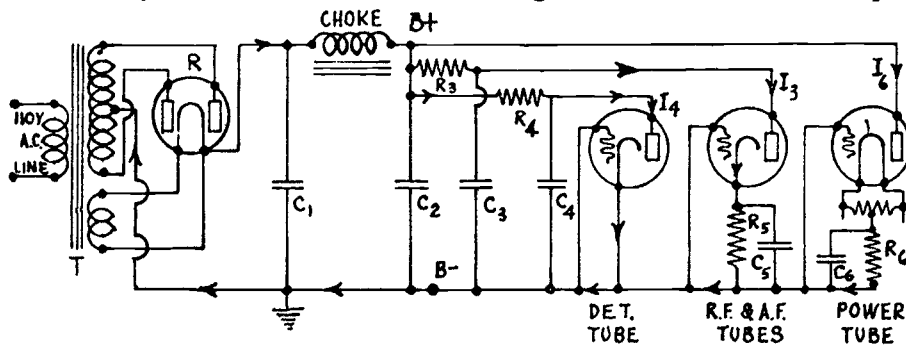 CHOKE
B+
R
R3
I4
I3
I6
110V
A.C.
LINE
R4
C1
C2
C3
C4
R5
C5
C6
R6
T
B-
DET.
TUBE
R.F. & A.F.
TUBES
POWER
TUBE